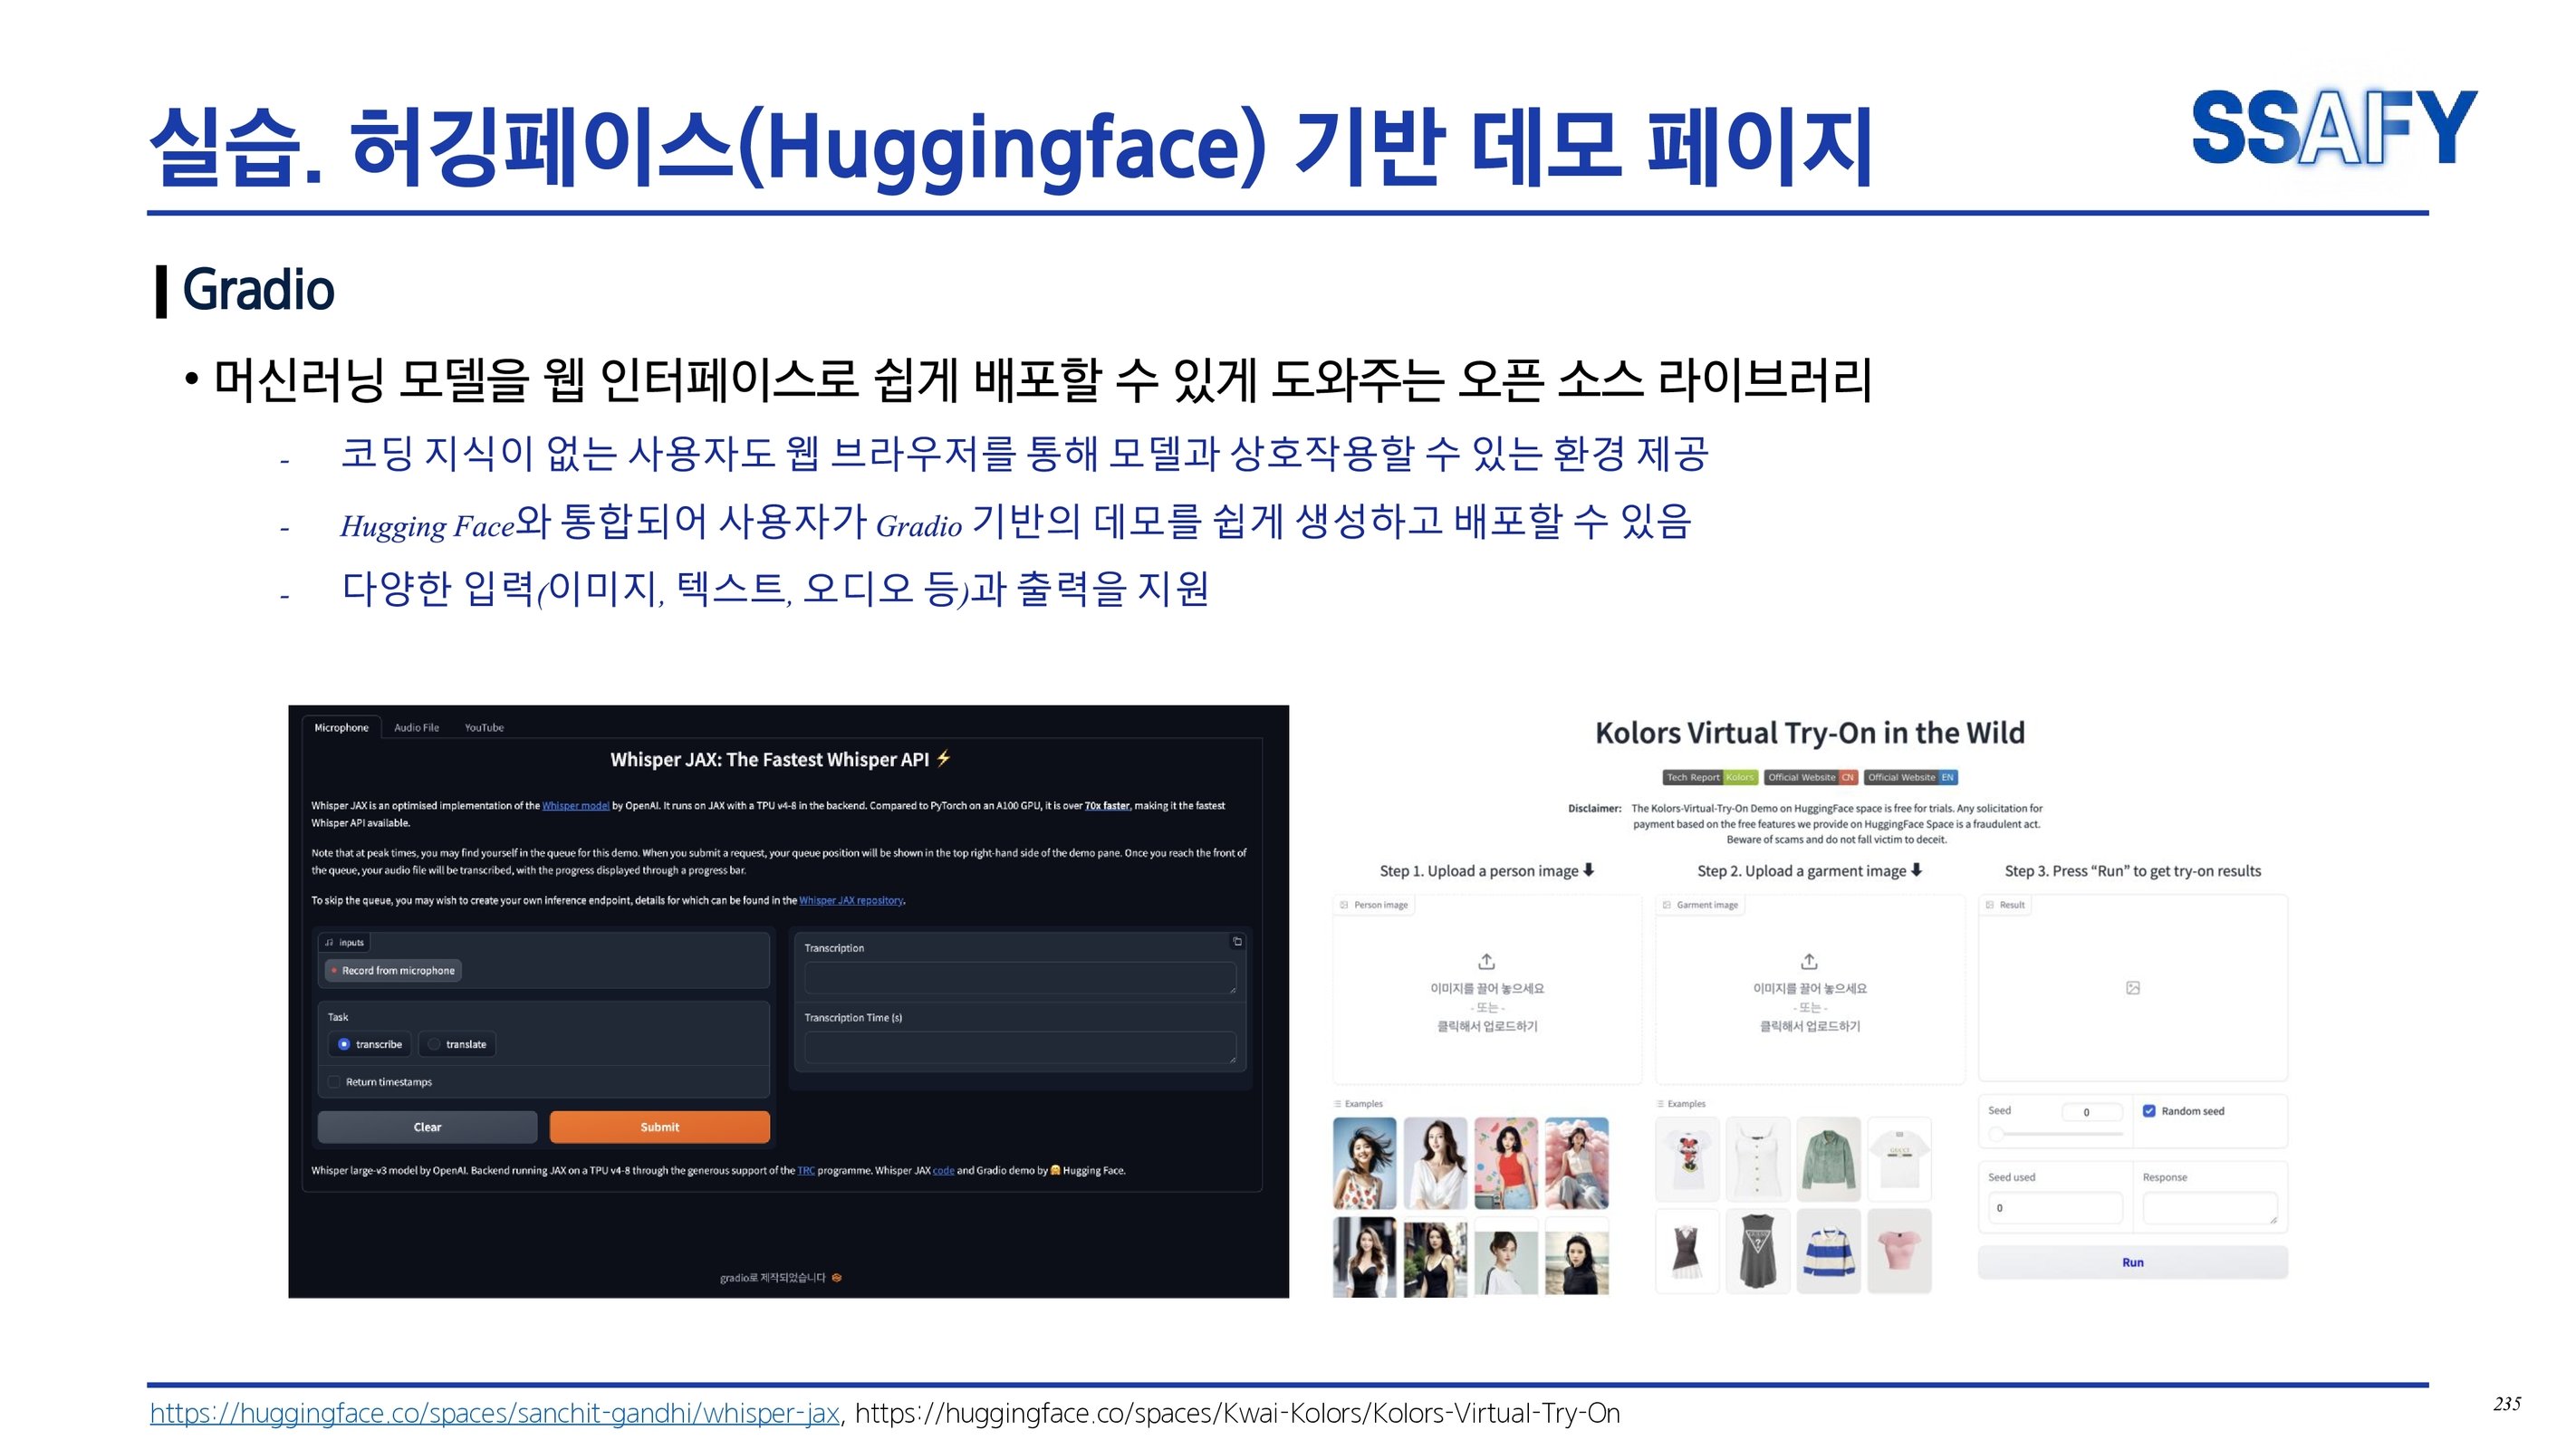 실습. 허깅페이스(Huggingface) 기반 데모 페이지
SSAFY
Gradio
• 머신러닝 모델을 웹 인터페이스로 쉽게 배포할 수 있게 도와주는 오픈 소스 라이브러리
- 코딩 지식이 없는 사용자도 웹 브라우저를 통해 모델과 상호작용할 수 있는 환경 제공
- Hugging Face와 통합되어 사용자가 Gradio 기반의 데모를 쉽게 생성하고 배포할 수 있음
- 다양한 입력(이미지, 텍스트, 오디오 등)과 출력을 지원
Microphone Audio File YouTube
Whisper JAX: The Fastest Whisper API ⚡
Whisper JAX is an optimised implementation of the Whisper model by OpenAI. It runs on JAX with a TPU v4-8 in the backend. Compared to PyTorch on an A100 GPU, it is over 70x faster, making it the fastest
Whisper API available.
Note that at peak times, you may find yourself in the queue for this demo. When you submit a request, your queue position will be shown in the top right-hand side of the demo pane. Once you reach the front of
the queue, your audio file will be transcribed, with the progress displayed through a progress bar.
To skip the queue, you may wish to create your own inference endpoint, details for which can be found in the Whisper JAX repository.
inputs
Record from microphone
Task
transcribe translate
Return timestamps
Clear Submit
Transcription
Transcription Time (s)
Whisper large-v3 model by OpenAI. Backend running JAX on a TPU v4-8 through the generous support of the TRC programme. Whisper JAX code and Gradio demo by 🤗 Hugging Face.
gradio로 제작되었습니다
Kolors Virtual Try-On in the Wild
Tech Report Kolors Official Website CN Official Website EN
Disclaimer: The Kolors-Virtual-Try-On Demo on HuggingFace space is free for trials. Any solicitation for
payment based on the free features we provide on HuggingFace Space is a fraudulent act.
Beware of scams and do not fall victim to deceit.
Step 1. Upload a person image ⬇
Person image
이미지를 끌어 놓으세요
- 또는 -
클릭해서 업로드하기
Examples
Step 2. Upload a garment image ⬇
Garment image
이미지를 끌어 놓으세요
- 또는 -
클릭해서 업로드하기
Examples
GUCCI
Step 3. Press “Run” to get try-on results
Result
Seed 0 Random seed
Seed used Response
0
Run
https://huggingface.co/spaces/sanchit-gandhi/whisper-jax, https://huggingface.co/spaces/Kwai-Kolors/Kolors-Virtual-Try-On
235